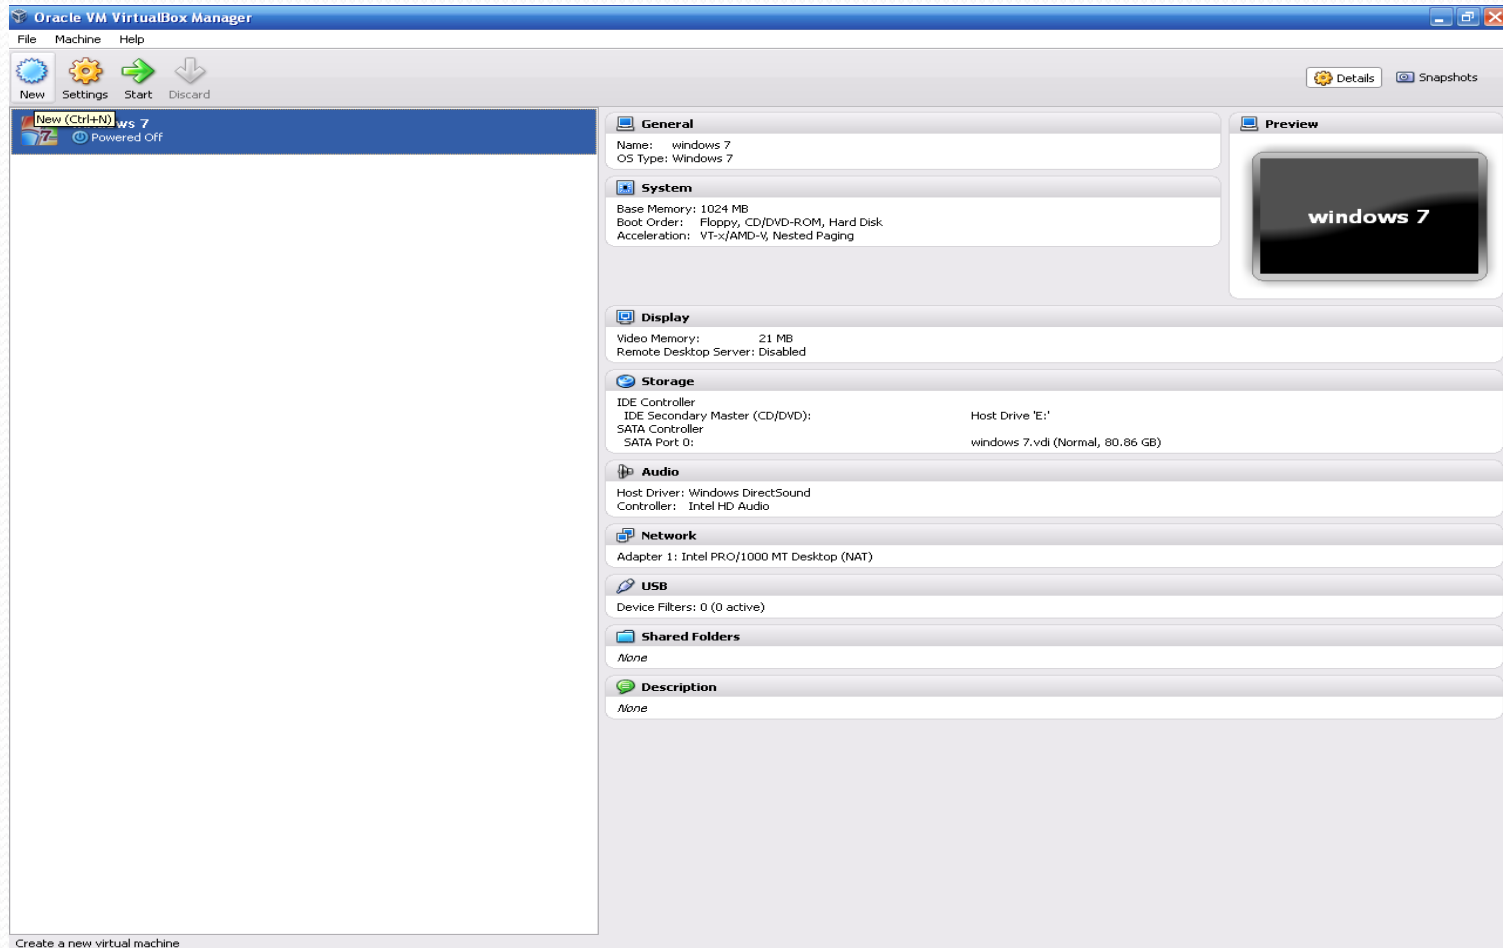 Oracle VM VirtualBox Manager
File Machine Help
New Settings Start Discard
Details Snapshots
New (Ctrl+N)
ws 7
Powered Off
General
Name: windows 7
OS Type: Windows 7
System
Base Memory: 1024 MB
Boot Order: Floppy, CD/DVD-ROM, Hard Disk
Acceleration: VT-x/AMD-V, Nested Paging
Preview
windows 7
Display
Video Memory: 21 MB
Remote Desktop Server: Disabled
Storage
IDE Controller
IDE Secondary Master (CD/DVD): Host Drive 'E:'
SATA Controller
SATA Port 0: windows 7.vdi (Normal, 80.86 GB)
Audio
Host Driver: Windows DirectSound
Controller: Intel HD Audio
Network
Adapter 1: Intel PRO/1000 MT Desktop (NAT)
USB
Device Filters: 0 (0 active)
Shared Folders
None
Description
None
Create a new virtual machine